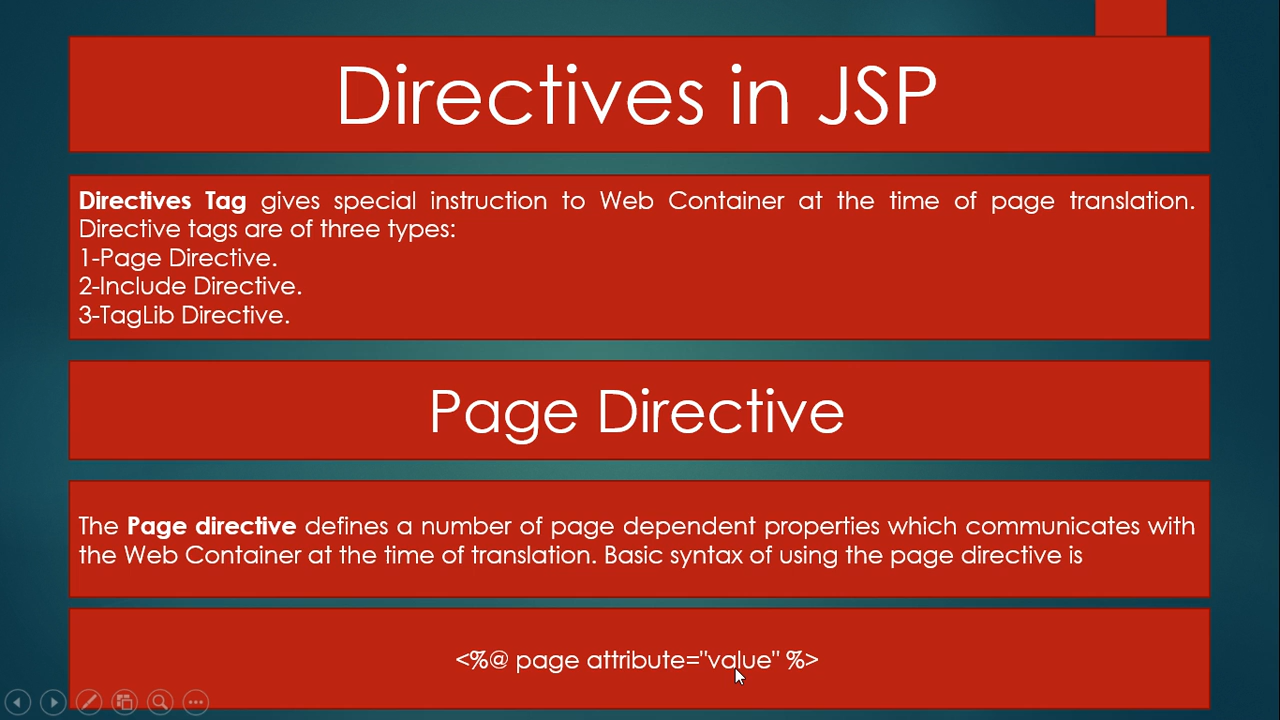 Directives in JSP
Directives Tag gives special instruction to Web Container at the time of page translation.
Directive tags are of three types:
1-Page Directive.
2-Include Directive.
3-TagLib Directive.
Page Directive
The Page directive defines a number of page dependent properties which communicates with
the Web Container at the time of translation. Basic syntax of using the page directive is
<%@ page attribute="value" %>